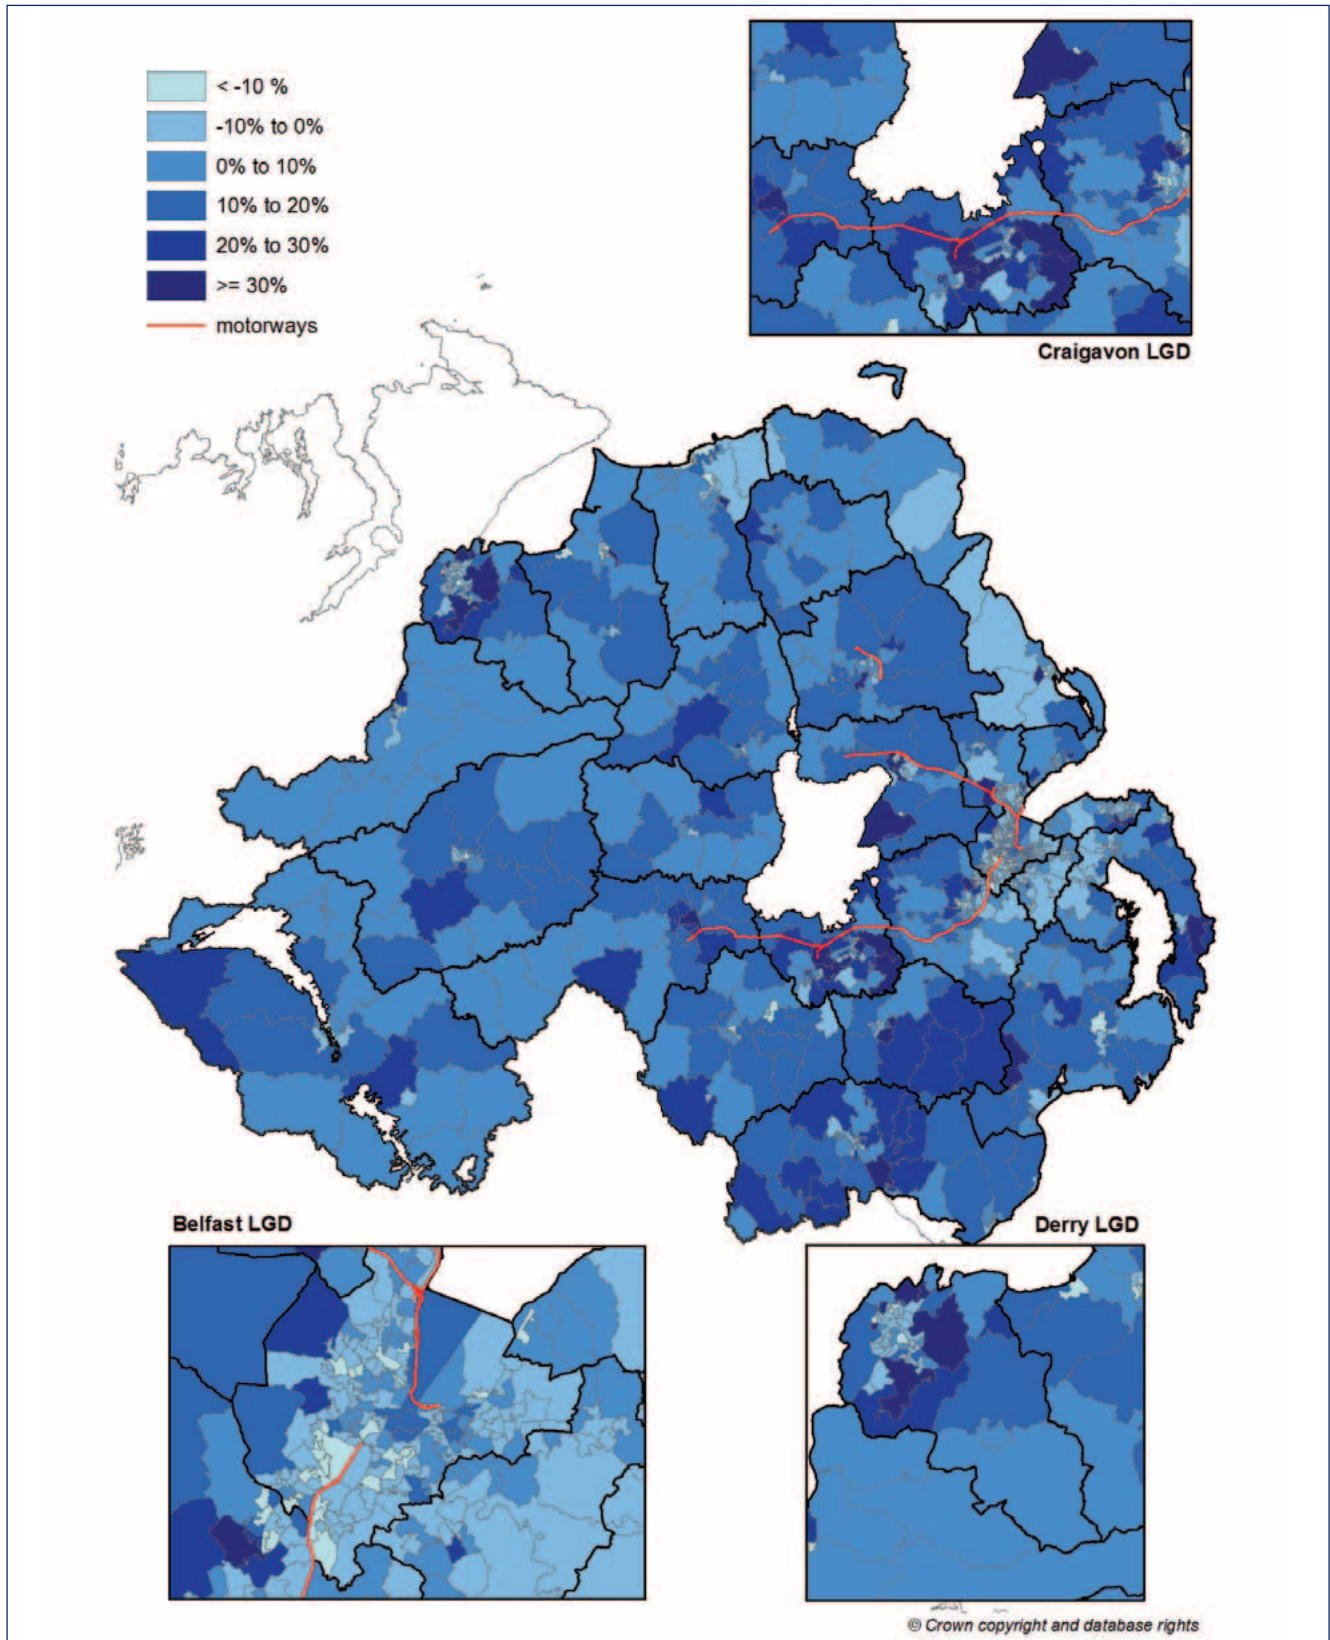 < -10 %
-10% to 0%
0% to 10%
10% to 20%
20% to 30%
>= 30%
motorways
Craigavon LGD
Belfast LGD
Derry LGD
© Crown copyright and database rights